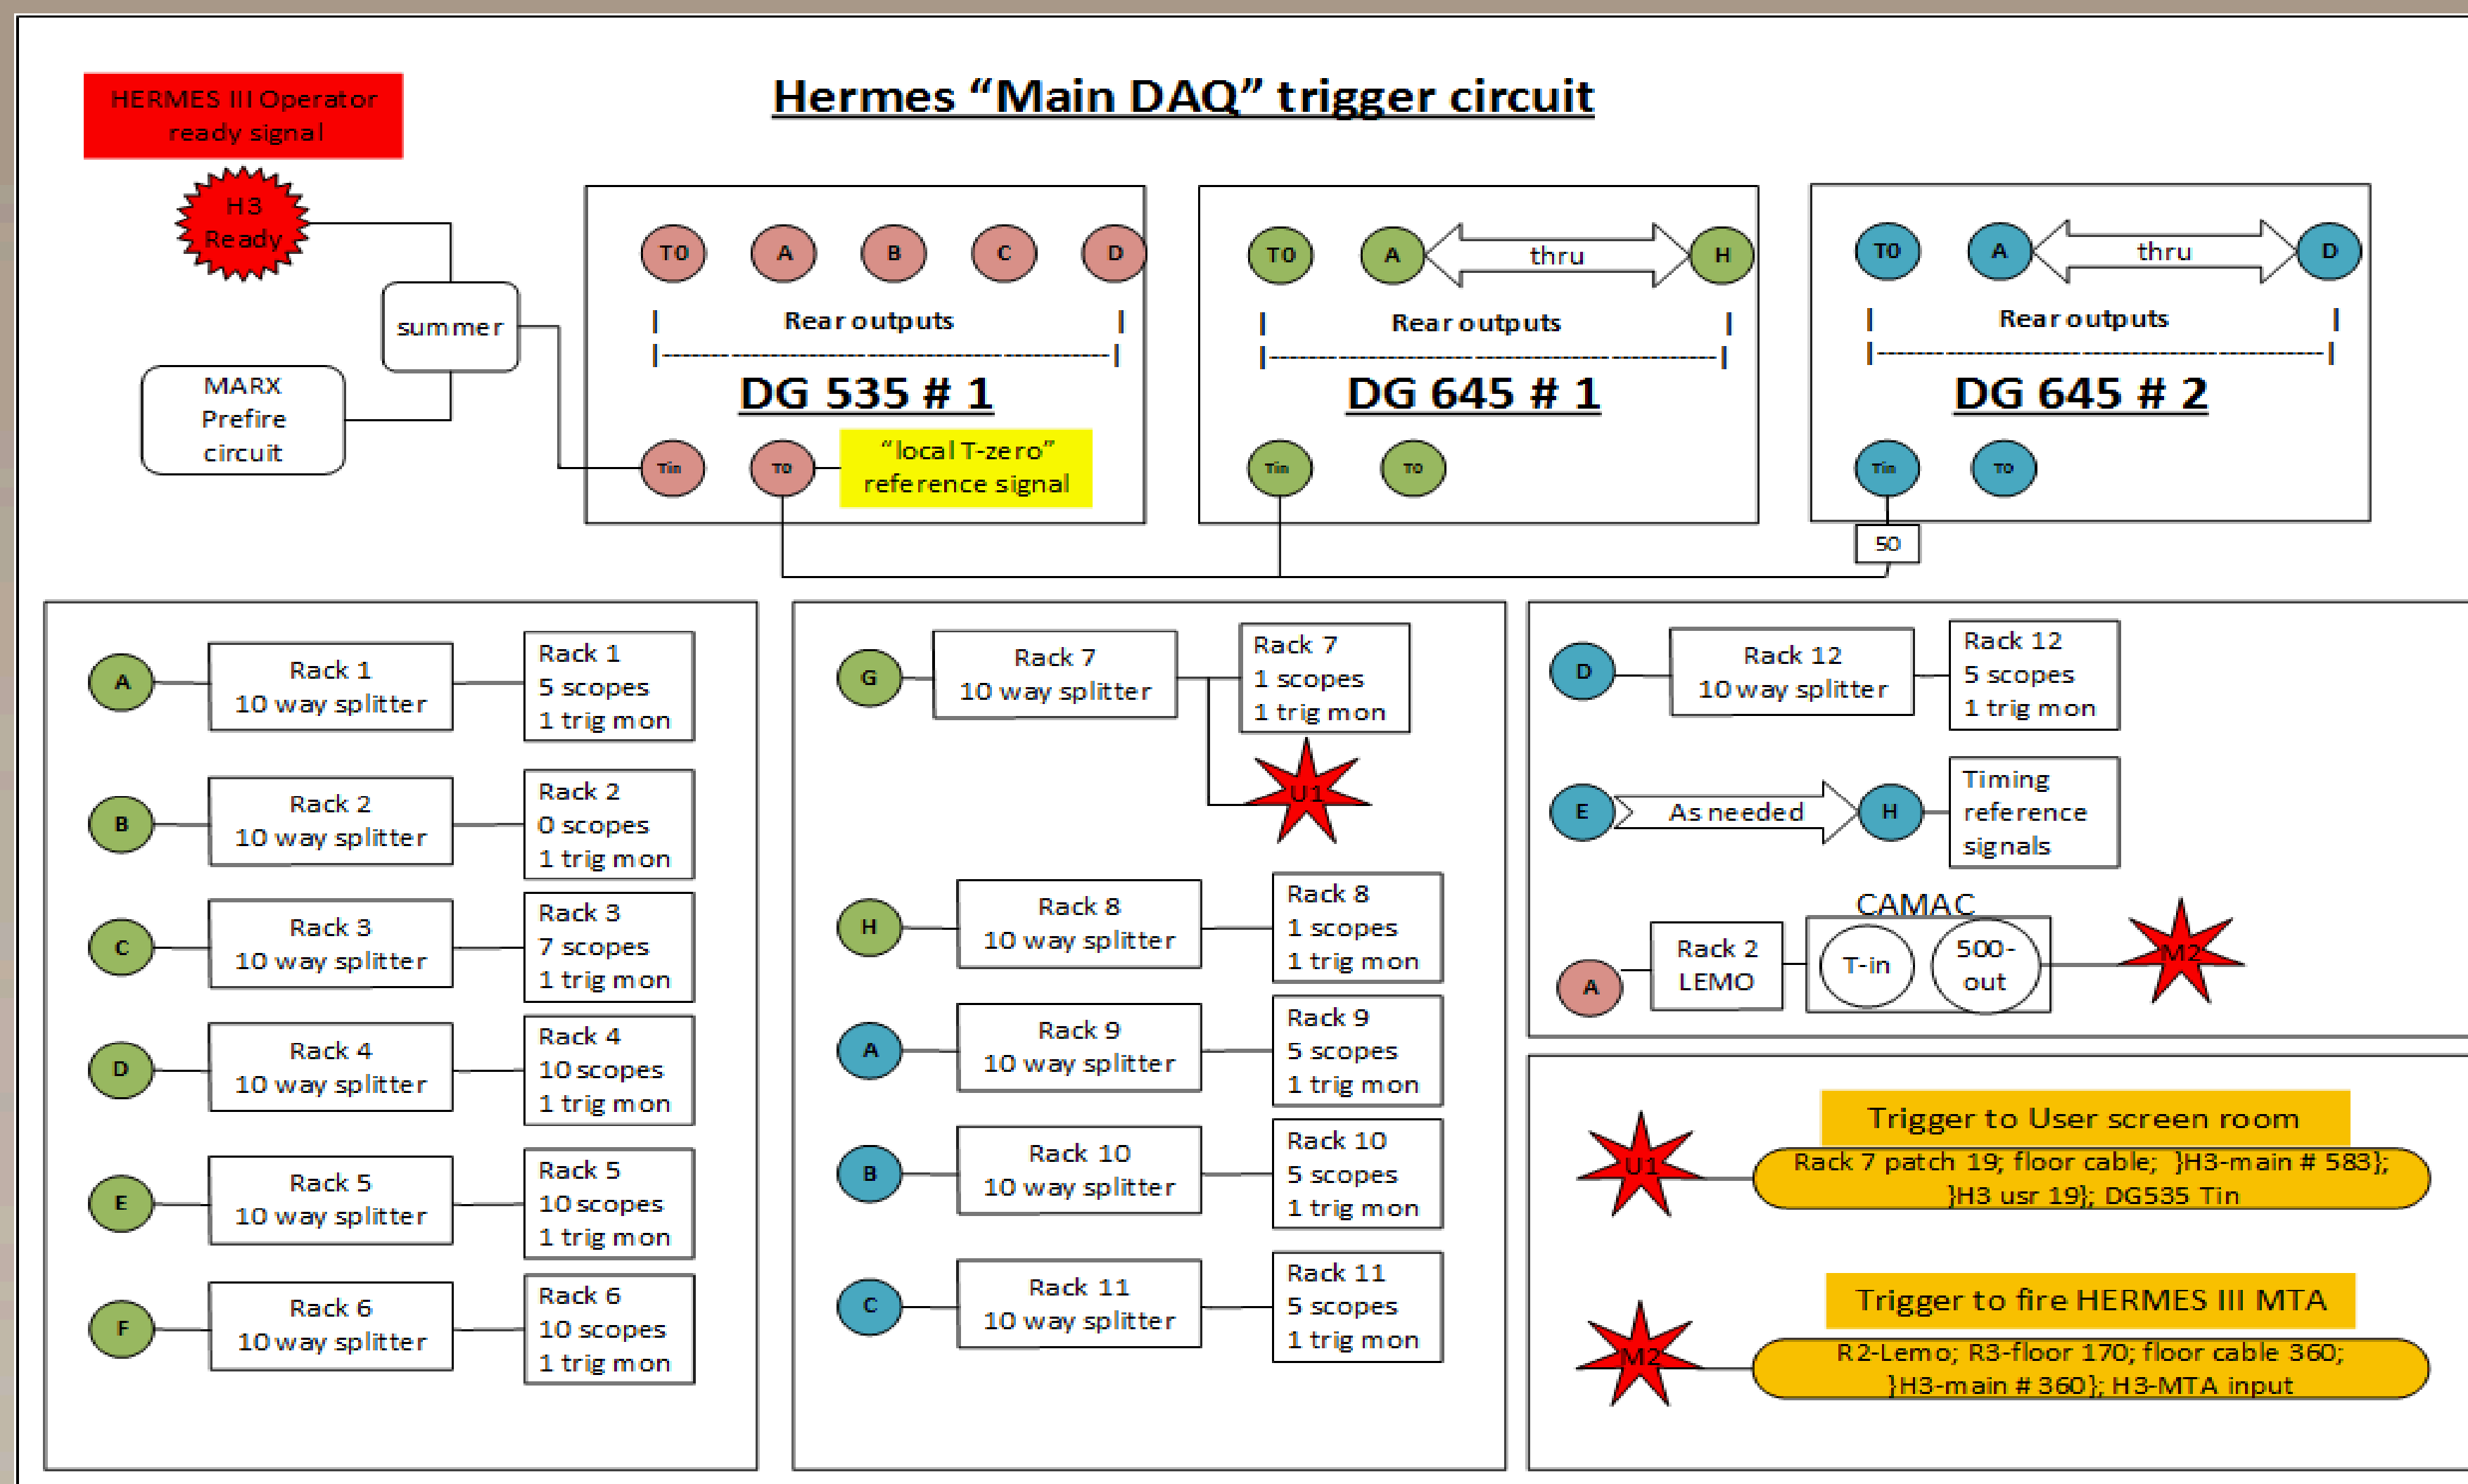 Hermes “Main DAQ” trigger circuit
HERMES III Operator
ready signal
H3
Ready
summer
MARX
Prefire
circuit
T0
A
B
C
D
| Rear outputs |
|--------------------------------------------------|
DG 535 # 1
Tin
T0
“local T-zero”
reference signal
T0
A
thru
H
| Rear outputs |
|--------------------------------------------------|
DG 645 # 1
Tin
T0
T0
A
thru
D
| Rear outputs |
|--------------------------------------------------|
DG 645 # 2
Tin
T0
50
A
Rack 1
10 way splitter
Rack 1
5 scopes
1 trig mon
B
Rack 2
10 way splitter
Rack 2
0 scopes
1 trig mon
C
Rack 3
10 way splitter
Rack 3
7 scopes
1 trig mon
D
Rack 4
10 way splitter
Rack 4
10 scopes
1 trig mon
E
Rack 5
10 way splitter
Rack 5
10 scopes
1 trig mon
F
Rack 6
10 way splitter
Rack 6
10 scopes
1 trig mon
G
Rack 7
10 way splitter
Rack 7
1 scopes
1 trig mon
U1
H
Rack 8
10 way splitter
Rack 8
1 scopes
1 trig mon
A
Rack 9
10 way splitter
Rack 9
5 scopes
1 trig mon
B
Rack 10
10 way splitter
Rack 10
5 scopes
1 trig mon
C
Rack 11
10 way splitter
Rack 11
5 scopes
1 trig mon
D
Rack 12
10 way splitter
Rack 12
5 scopes
1 trig mon
E
As needed
H
Timing
reference
signals
A
Rack 2
LEMO
CAMAC
T-in
500-
out
M2
Trigger to User screen room
U1
Rack 7 patch 19; floor cable; }H3-main # 583};
}H3 usr 19}; DG535 Tin
Trigger to fire HERMES III MTA
M2
R2-Lemo; R3-floor 170; floor cable 360;
}H3-main # 360}; H3-MTA input